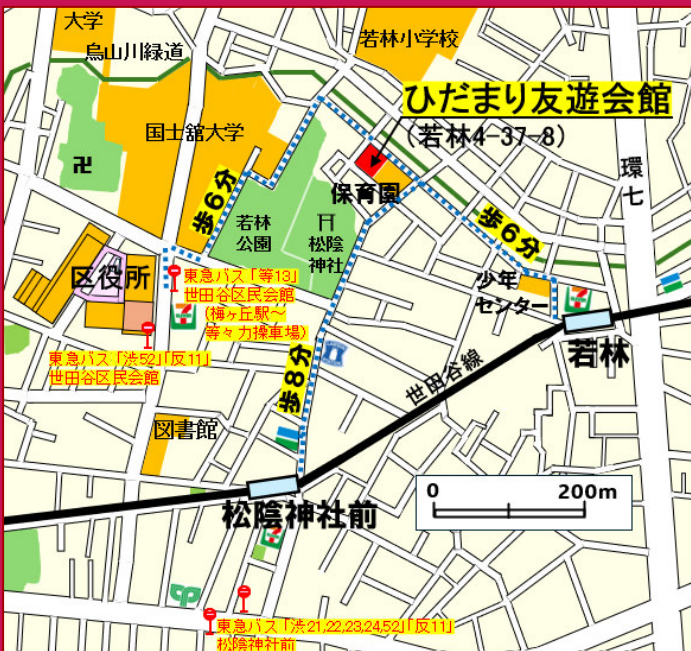 大学
烏山川緑道
若林小学校
ひだまり友遊会館
(若林4-37-8)
国士舘大学
卍
環七
歩6分
保育園
若林
公園
松陰
神社
歩6分
区役所
東急バス「等13」
世田谷区民会館
(梅ヶ丘駅～
等々力操車場)
少年
センター
若林
東急バス「渋52」「反11」
世田谷区民会館
歩8分
世田谷線
図書館
0 200m
松陰神社前
東急バス「渋21,22,23,24,52」「反11」
松陰神社前